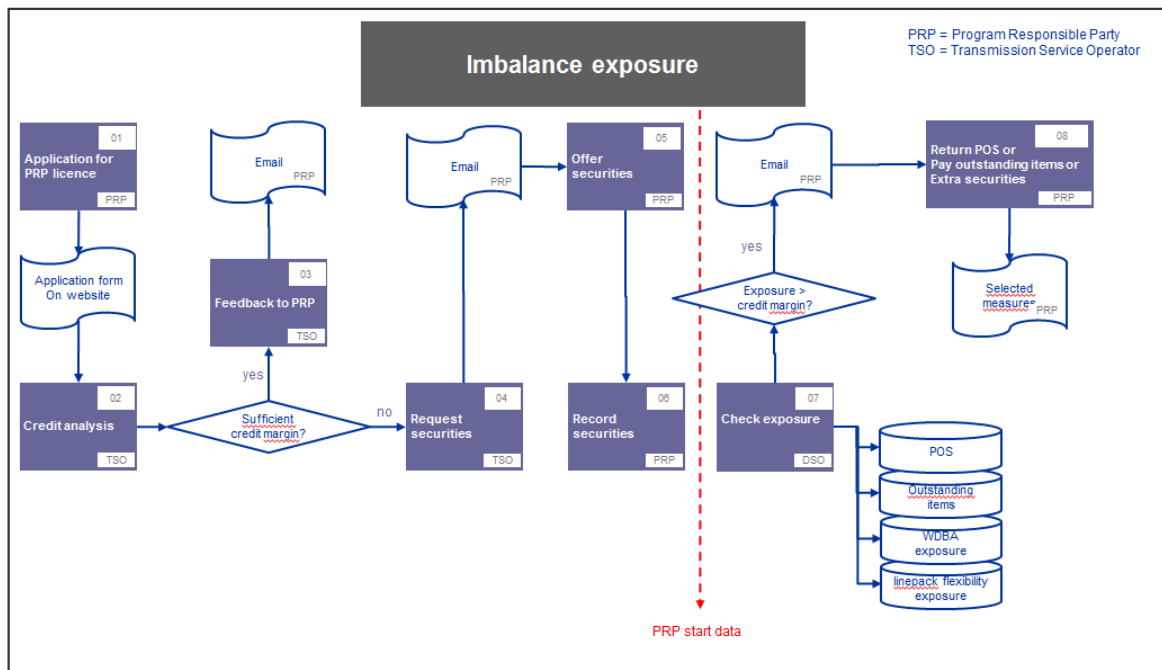 PRP = Program Responsible Party
TSO = Transmission Service Operator
Imbalance exposure
01
Application for
PRP licence
PRP
Application form
On website
02
Credit analysis
TSO
Sufficient
credit margin?
yes
03
Feedback to PRP
TSO
Email
PRP
no
04
Request
securities
TSO
Email
PRP
05
Offer
securities
PRP
06
Record
securities
PRP
PRP start data
07
Check exposure
DSO
POS
Outstanding
items
WDBA
exposure
linepack flexibility
exposure
Exposure >
credit margin?
yes
Email
PRP
08
Return POS or
Pay outstanding items or
Extra securities
PRP
Selected
measures
PRP